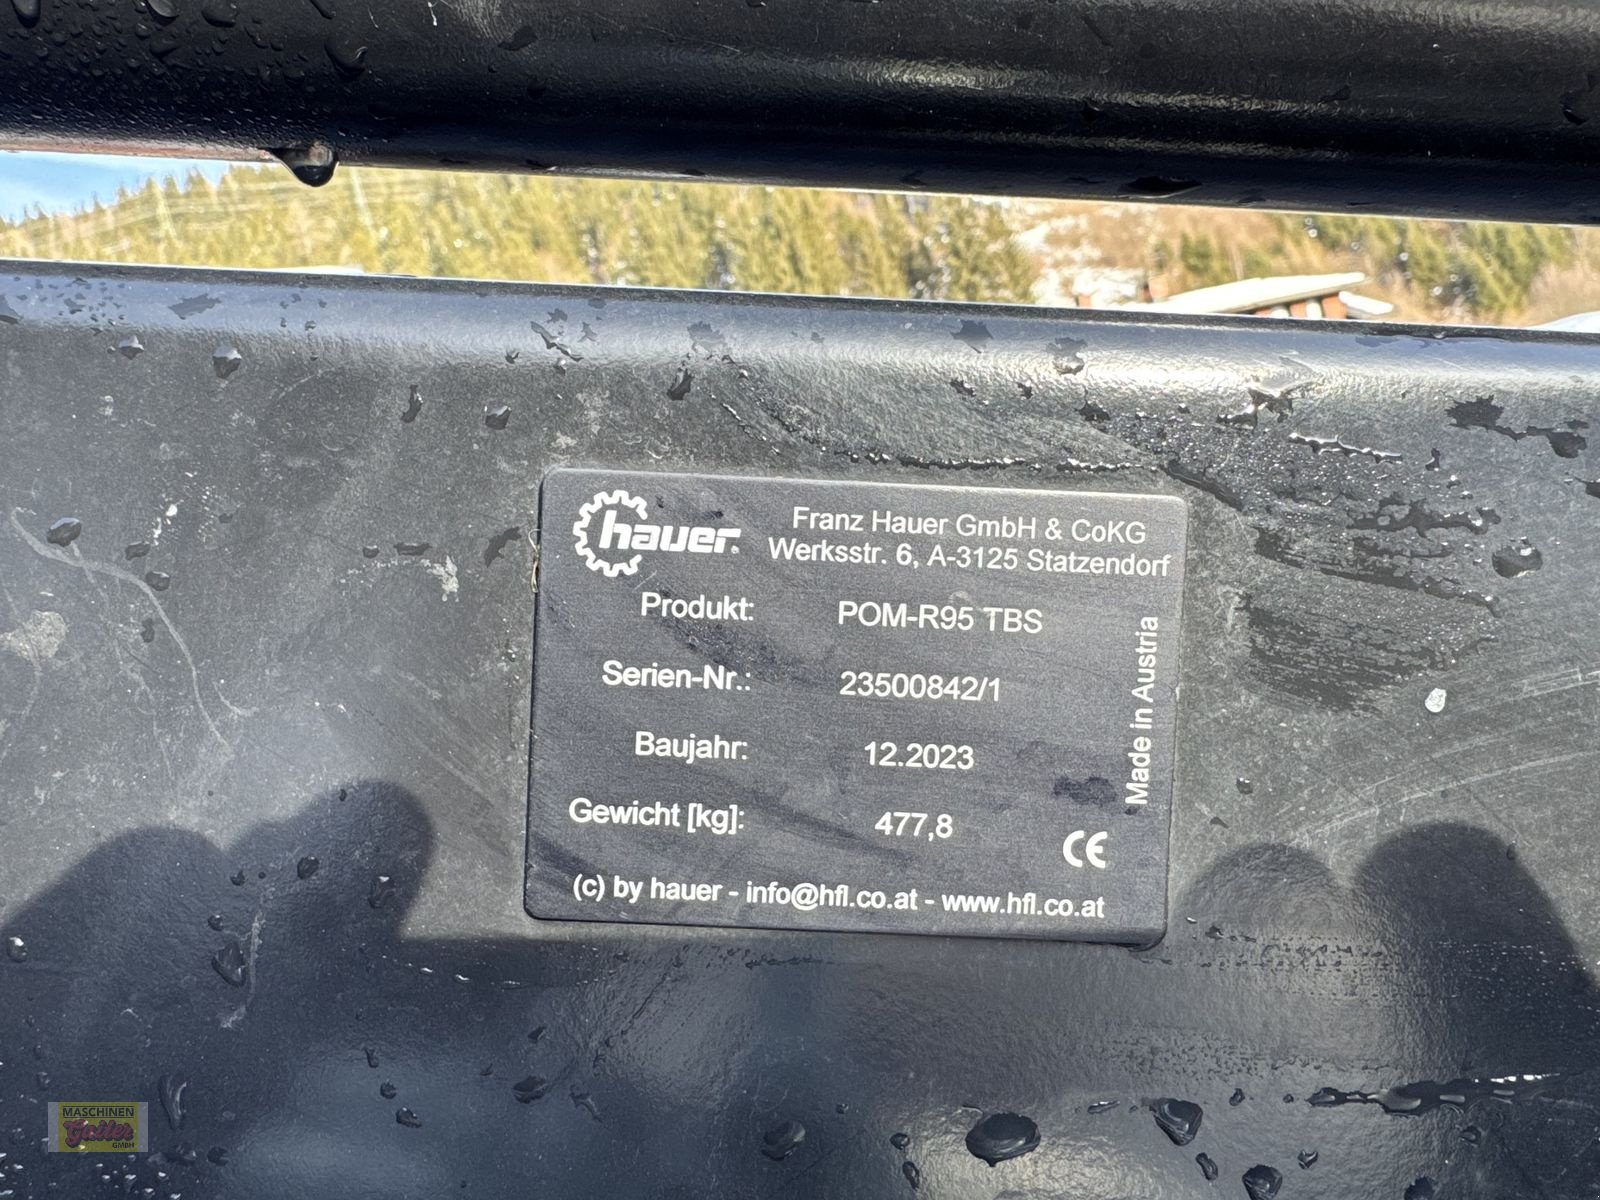 hauer.
Franz Hauer GmbH & CoKG
Werksstr. 6, A-3125 Statzendorf
Produkt: POM-R95 TBS
Serien-Nr.: 23500842/1
Baujahr: 12.2023
Gewicht [kg]: 477,8
Made in Austria
CE
(c) by hauer - info@hfl.co.at - www.hfl.co.at
MASCHINEN
Gailer
GMBH